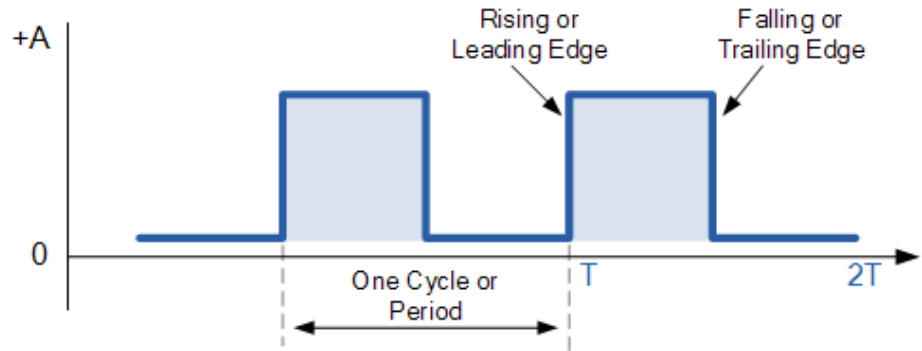 +A
Rising or
Leading Edge
Falling or
Trailing Edge
0
T
2T
One Cycle or
Period